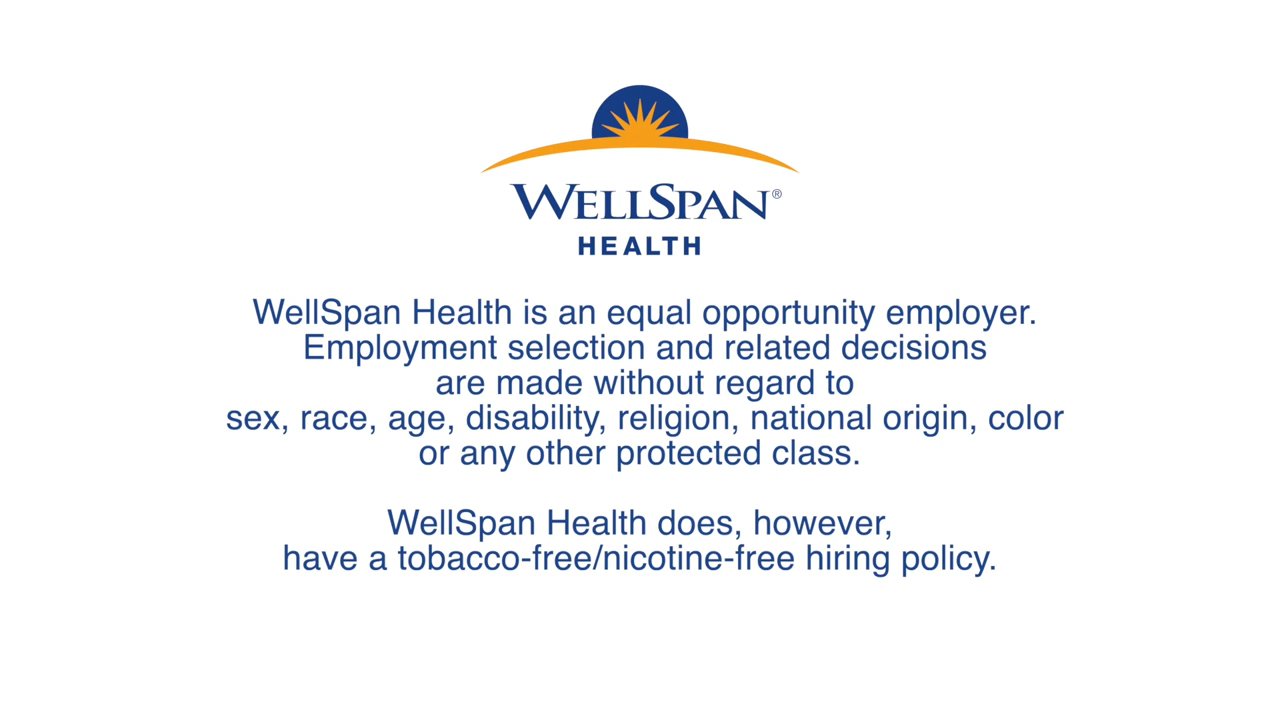 WELLSPAN®
HEALTH
WellSpan Health is an equal opportunity employer.
Employment selection and related decisions
are made without regard to
sex, race, age, disability, religion, national origin, color
or any other protected class.
WellSpan Health does, however,
have a tobacco-free/nicotine-free hiring policy.